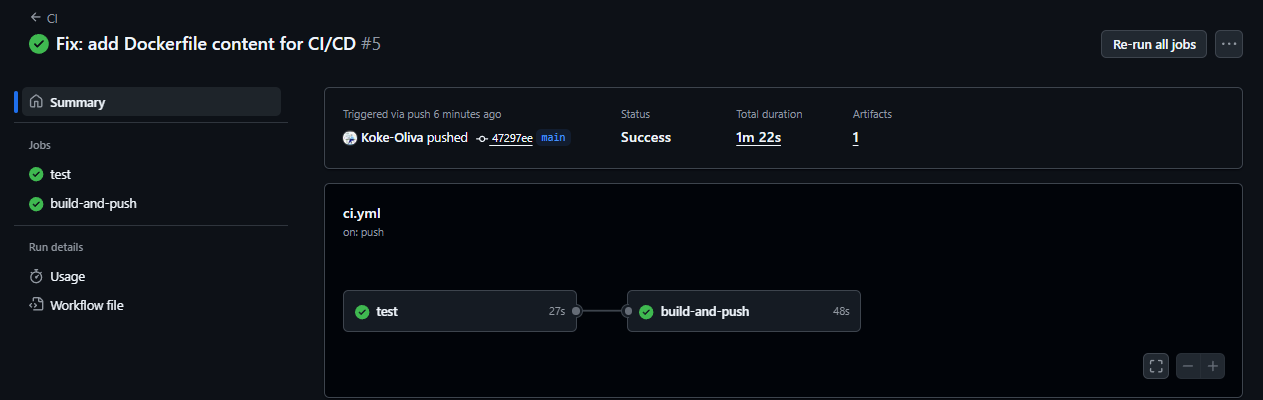 CI
Fix: add Dockerfile content for CI/CD #5
Re-run all jobs
Summary
Jobs
test
build-and-push
Run details
Usage
Workflow file
Triggered via push 6 minutes ago
Koke-Oliva pushed 47297ee main
Status
Success
Total duration
1m 22s
Artifacts
1
ci.yml
on: push
test 27s
build-and-push 48s